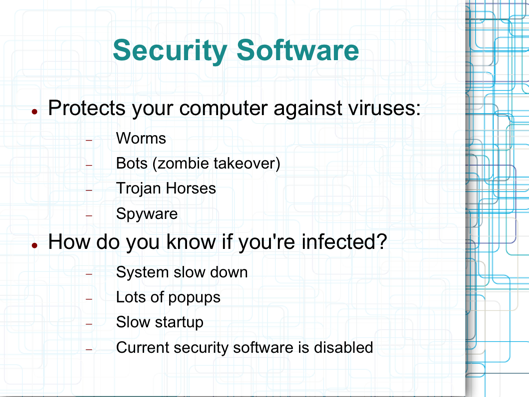 Security Software
● Protects your computer against viruses:
– Worms
– Bots (zombie takeover)
– Trojan Horses
– Spyware
● How do you know if you're infected?
– System slow down
– Lots of popups
– Slow startup
– Current security software is disabled